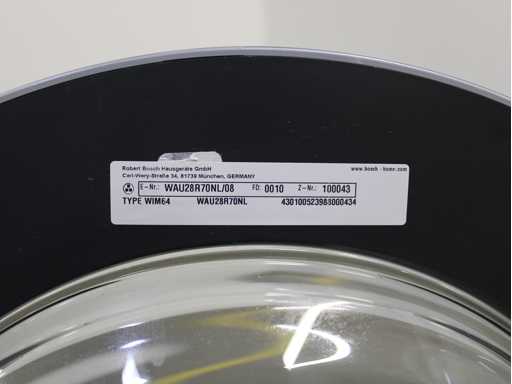 Robert Bosch Hausgeräte GmbH
Carl-Wery-Straße 34, 81739 München, GERMANY
www.bosch-home.com
E-Nr.: WAU28R70NL/08 FD: 0010 Z-Nr.: 100043
TYPE WIM64 WAU28R70NL 430100523988000434